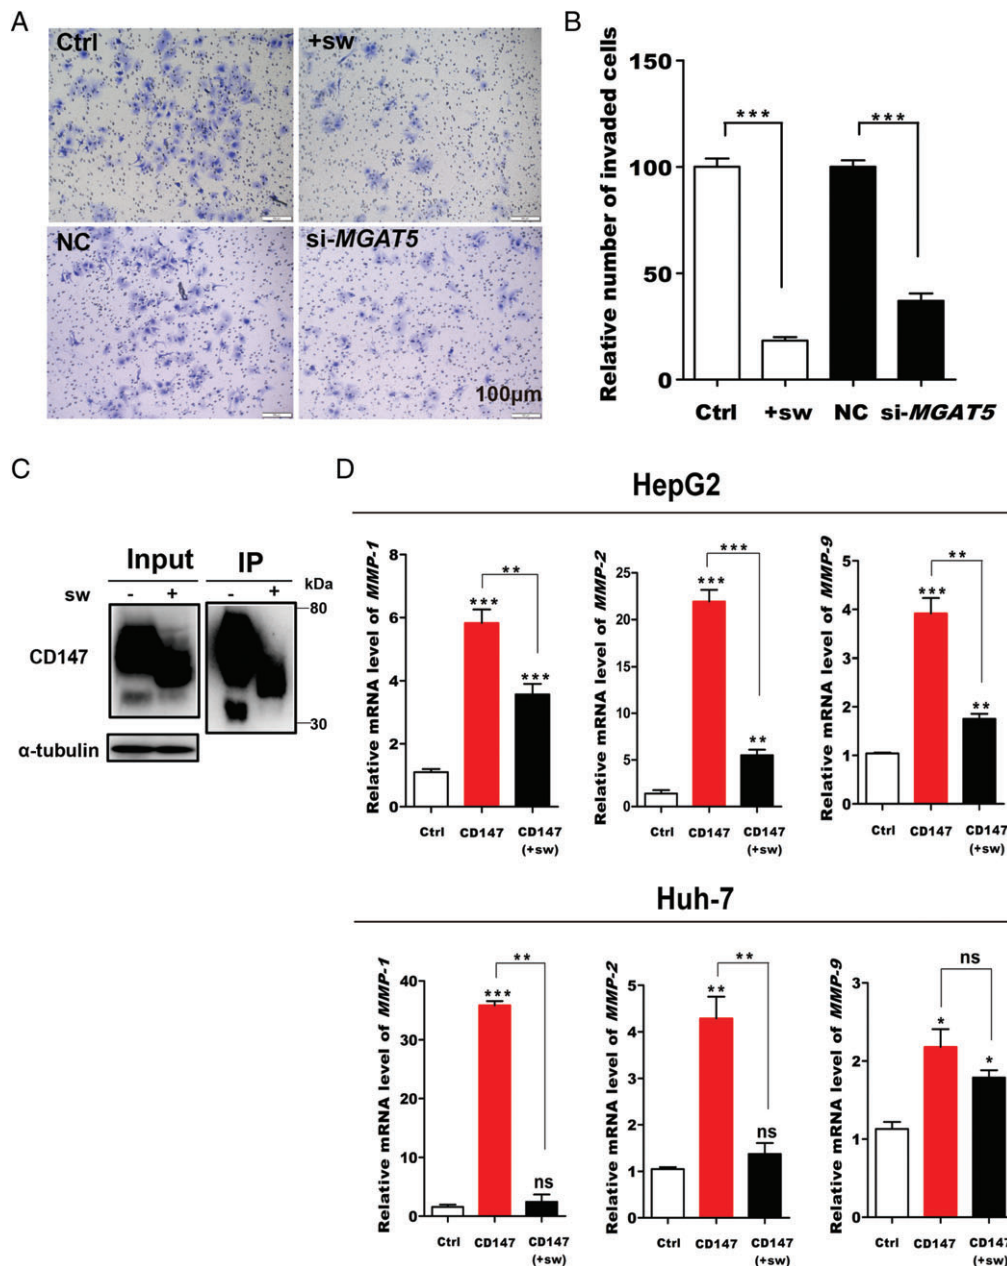 A
Ctrl
+sw
NC
si-MGAT5
100μm
B
Relative number of invaded cells
150
100
50
0
***
***
Ctrl
+sw
NC
si-MGAT5
C
Input
IP
sw
- +
- +
kDa
80
CD147
30
α-tubulin
D
HepG2
Relative mRNA level of MMP-1
8
6
4
2
0
***
**
***
Ctrl
CD147
CD147
(+sw)
Relative mRNA level of MMP-2
25
20
15
10
5
0
***
***
**
Ctrl
CD147
CD147
(+sw)
Relative mRNA level of MMP-9
5
4
3
2
1
0
**
***
**
Ctrl
CD147
CD147
(+sw)
Huh-7
Relative mRNA level of MMP-1
40
30
20
10
0
**
***
ns
Ctrl
CD147
CD147
(+sw)
Relative mRNA level of MMP-2
5
4
3
2
1
0
**
**
ns
Ctrl
CD147
CD147
(+sw)
Relative mRNA level of MMP-9
3
2
1
0
ns
*
*
Ctrl
CD147
CD147
(+sw)